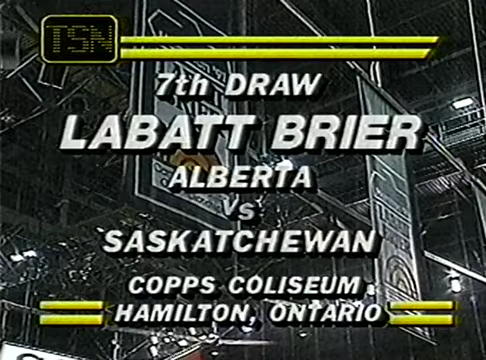 TSN
7th DRAW
LABATT BRIER
ALBERTA
vs
SASKATCHEWAN
COPPS COLISEUM
HAMILTON, ONTARIO